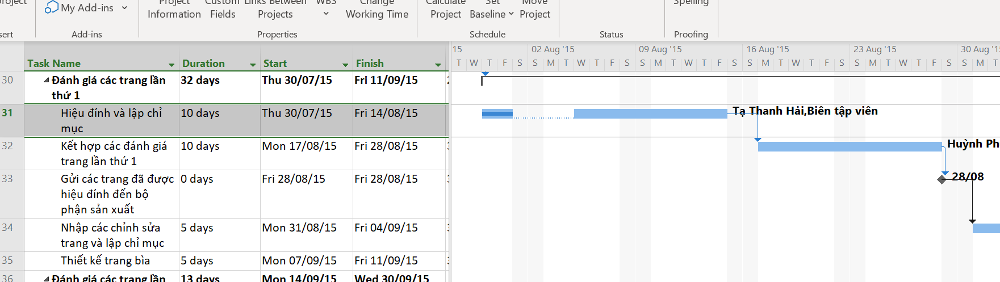 roject
My Add-ins
Project
Information
Custom
Fields
Links Between
Projects
WBS
Change
Working Time
Calculate
Project
Set
Baseline
Move
Project
Spelling
sert
Add-ins
Properties
Schedule
Status
Proofing
Task Name Duration Start Finish
15 02 Aug '15 09 Aug '15 16 Aug '15 23 Aug '15 30 Aug '15
T W T F S S M T W T F S S M T W T F S S M T W T F S S M T W T F S S M T
30 Đánh giá các trang lần 32 days Thu 30/07/15 Fri 11/09/15
thứ 1
31 Hiệu đính và lập chỉ 10 days Thu 30/07/15 Fri 14/08/15 Tạ Thanh Hải,Biên tập viên
mục
32 Kết hợp các đánh giá 10 days Mon 17/08/15 Fri 28/08/15 Huỳnh Ph
trang lần thứ 1
33 Gửi các trang đã được 0 days Fri 28/08/15 Fri 28/08/15 28/08
hiệu đính đến bộ
phận sản xuất
34 Nhập các chỉnh sửa 5 days Mon 31/08/15 Fri 04/09/15
trang và lập chỉ mục
35 Thiết kế trang bìa 5 days Mon 07/09/15 Fri 11/09/15
36 Đánh giá các trang lần 13 days Mon 14/09/15 Wed 30/09/15